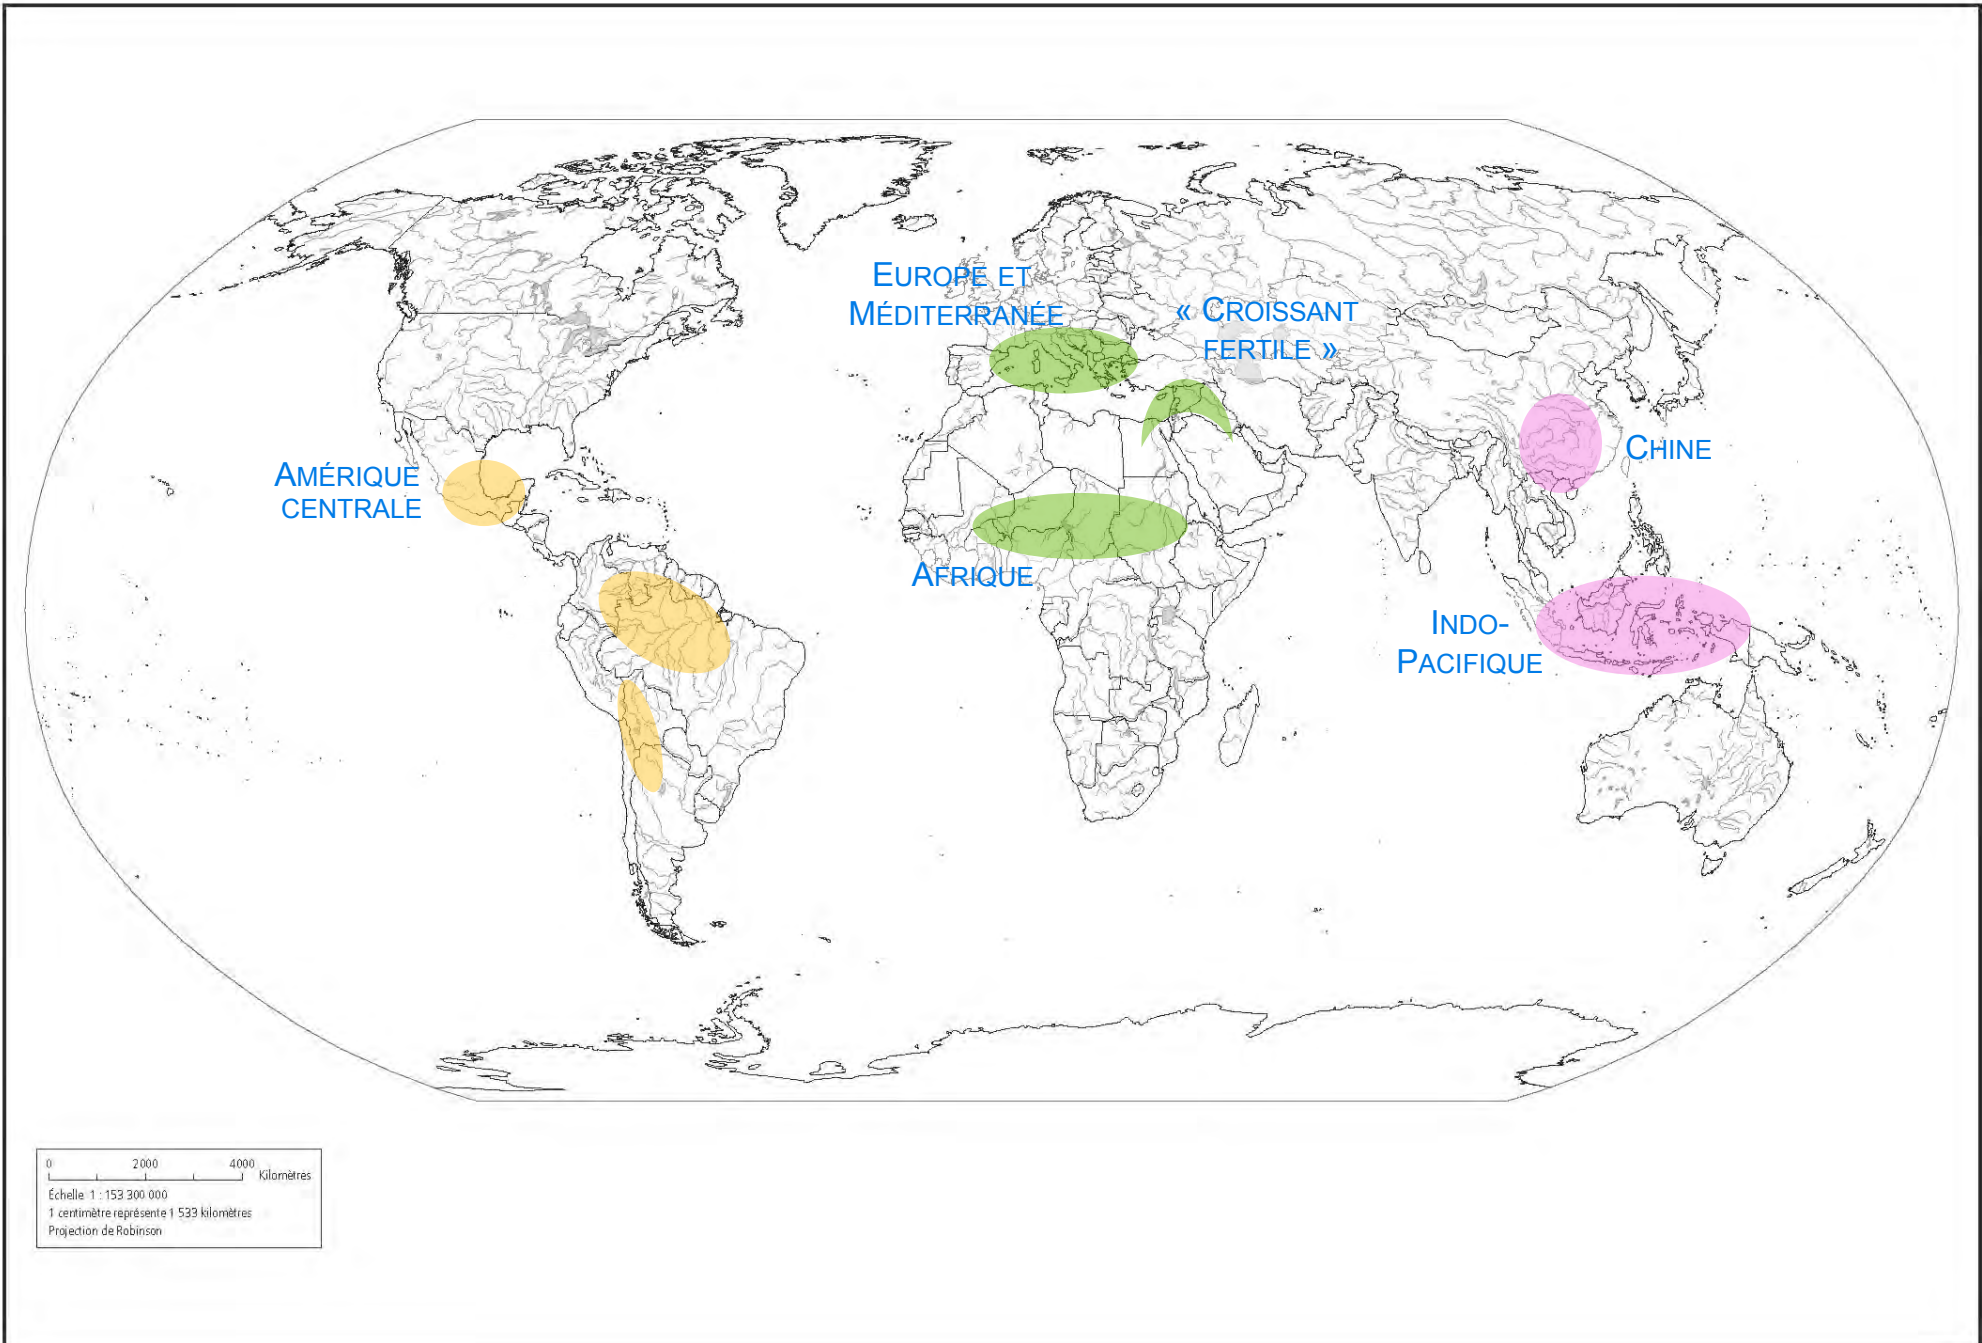 EUROPE ET
MÉDITERRANÉE
« CROISSANT
FERTILE »
AMÉRIQUE
CENTRALE
CHINE
AFRIQUE
INDO-
PACIFIQUE
0 2000 4000 Kilomètres
Échelle 1 : 153 300 000
1 centimètre représente 1 533 kilomètres
Projection de Robinson